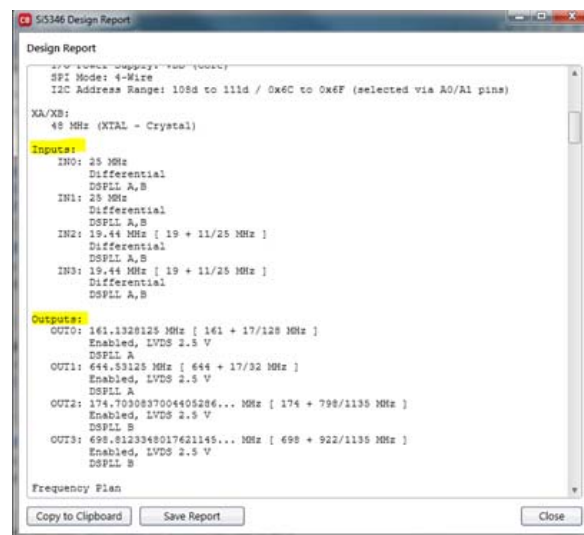 CB Si5346 Design Report
Design Report
I/O Power Supply: VDD (Core)
SPI Mode: 4-Wire
I2C Address Range: 108d to 111d / 0x6C to 0x6F (selected via A0/A1 pins)
XA/XB:
48 MHz (XTAL - Crystal)
Inputs:
IN0: 25 MHz
Differential
DSPLL A,B
IN1: 25 MHz
Differential
DSPLL A,B
IN2: 19.44 MHz [ 19 + 11/25 MHz ]
Differential
DSPLL A,B
IN3: 19.44 MHz [ 19 + 11/25 MHz ]
Differential
DSPLL A,B
Outputs:
OUT0: 161.1328125 MHz [ 161 + 17/128 MHz ]
Enabled, LVDS 2.5 V
DSPLL A
OUT1: 644.53125 MHz [ 644 + 17/32 MHz ]
Enabled, LVDS 2.5 V
DSPLL A
OUT2: 174.7030837004405286... MHz [ 174 + 798/1135 MHz ]
Enabled, LVDS 2.5 V
DSPLL B
OUT3: 698.8123348017621145... MHz [ 698 + 922/1135 MHz ]
Enabled, LVDS 2.5 V
DSPLL B
Frequency Plan
Copy to Clipboard Save Report Close